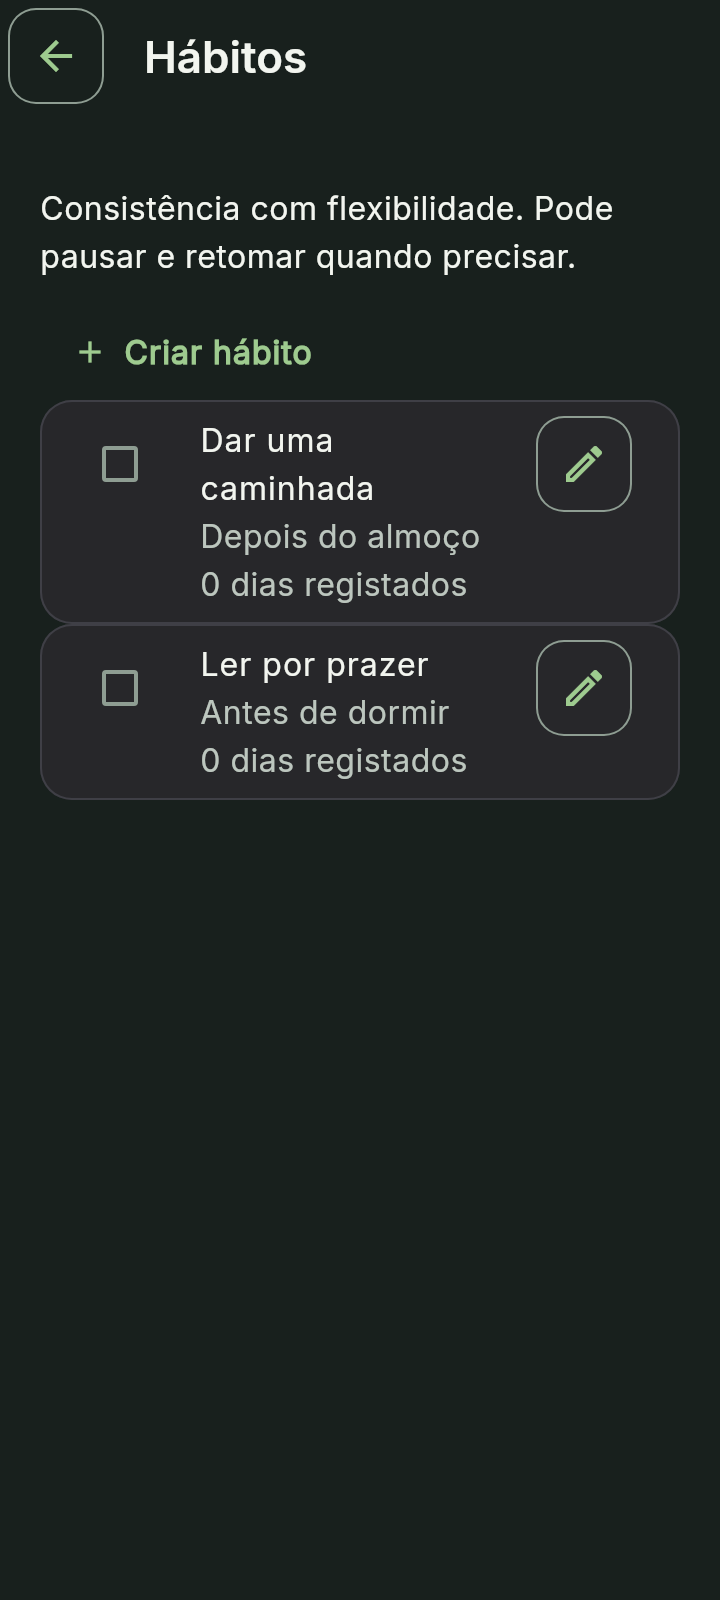 Hábitos
Consistência com flexibilidade. Pode
pausar e retomar quando precisar.
+ Criar hábito
Dar uma
caminhada
Depois do almoço
0 dias registados
Ler por prazer
Antes de dormir
0 dias registados